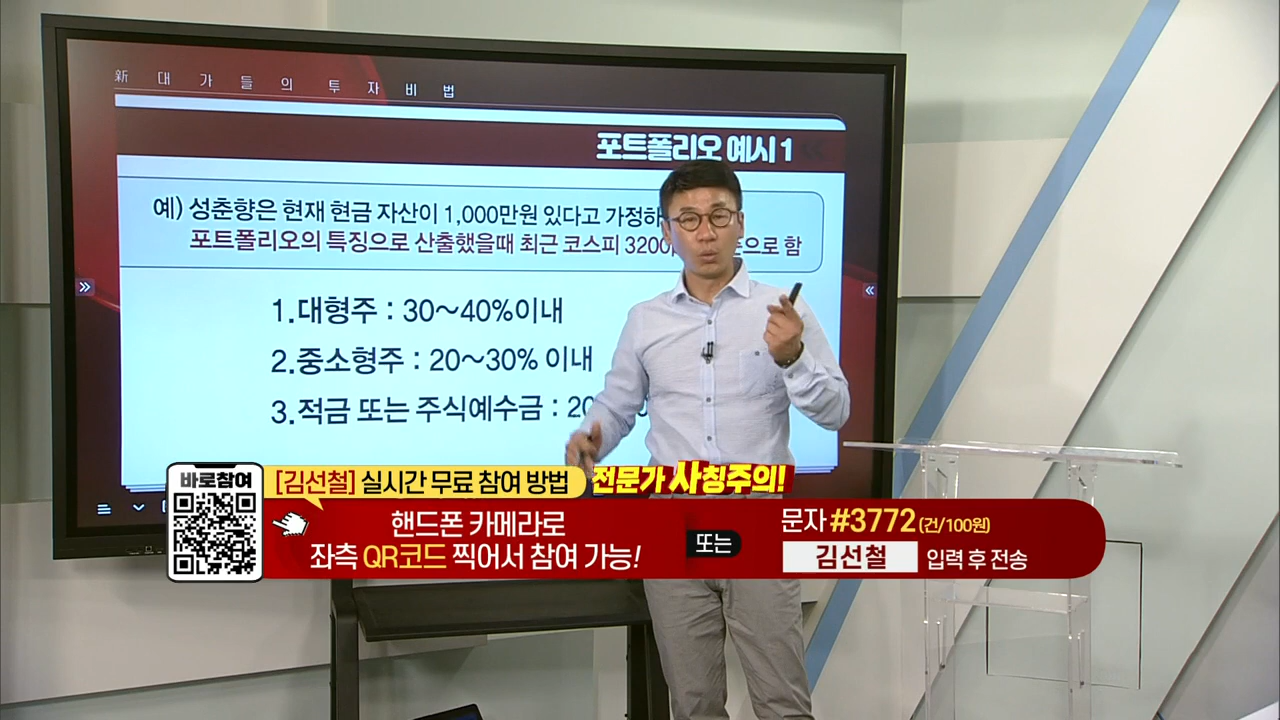 新 대가들의 투자비법
포트폴리오 예시 1
예) 성춘향은 현재 현금 자산이 1,000만원 있다고 가정하
포트폴리오의 특징으로 산출했을때 최근 코스피 320 으로 함
1.대형주 : 30～40%이내
2.중소형주 : 20～30% 이내
3.적금 또는 주식예수금 : 20
바로참여
[김선철] 실시간 무료 참여 방법
전문가 사칭주의!
핸드폰 카메라로
좌측 QR코드 찍어서 참여 가능!
또는
문자 #3772 (건/100원)
김선철 입력 후 전송